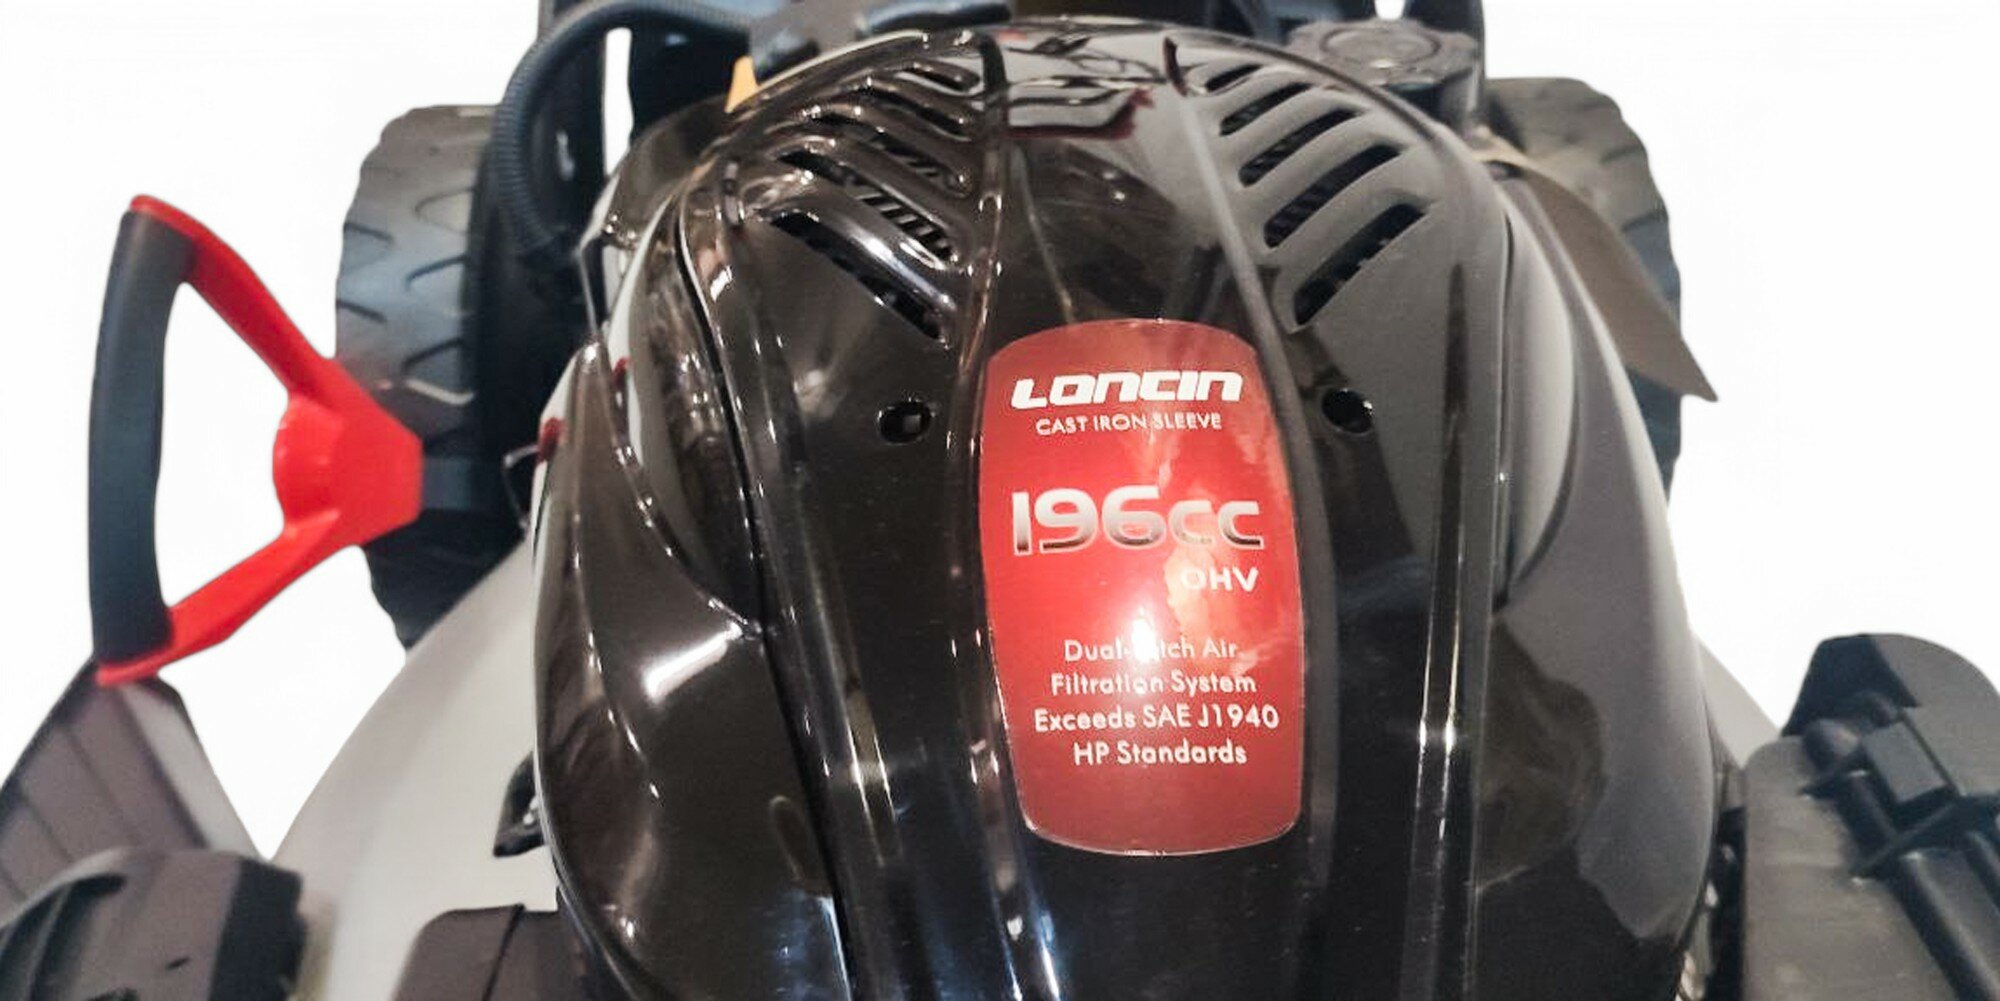 LONCIN
CAST IRON SLEEVE
196cc
OHV
Air
Filtration System
Exceeds SAE J1940
HP Standards